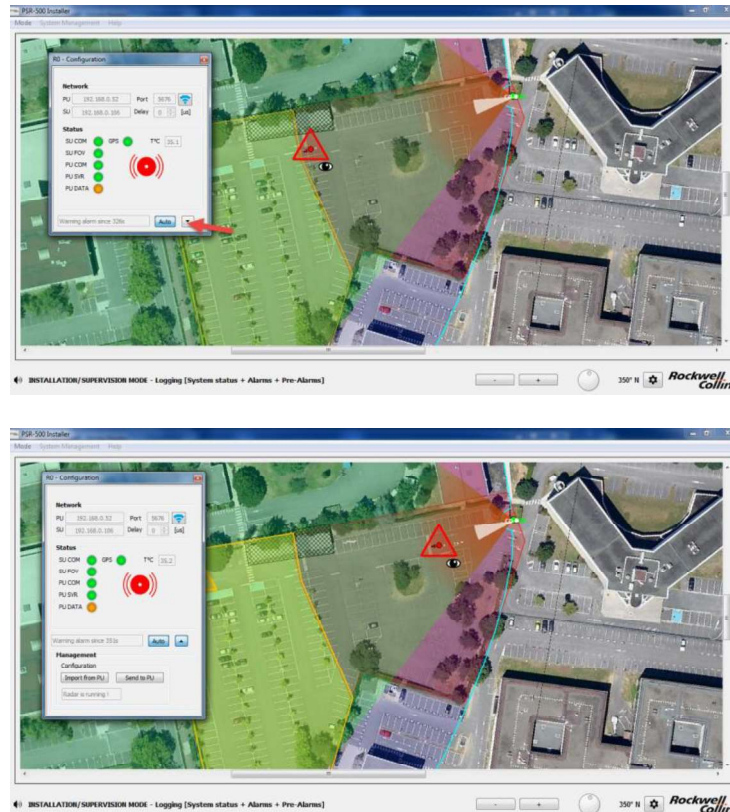 PSR-500 Installer
Mode System Management Help
R0 - Configuration
Network
PU 192.168.0.32 Port 5676
SU 192.168.0.106 Delay 0 [us]
Status
SU COM GPS T°C 35.1
SU POV
PU COM
PU SVR
PU DATA
Warning alarm since 326s Auto
INSTALLATION/SUPERVISION MODE - Logging [System status + Alarms + Pre-Alarms]
- + 350° N Rockwell
Collin
PSR-500 Installer
Mode System Management Help
R0 - Configuration
Network
PU 192.168.0.32 Port 5676
SU 192.168.0.106 Delay 0 [us]
Status
SU COM GPS T°C 35.2
SU POV
PU COM
PU SVR
PU DATA
Warning alarm since 351s Auto
Management
Configuration
Import from PU Send to PU
Radar is running !
INSTALLATION/SUPERVISION MODE - Logging [System status + Alarms + Pre-Alarms]
- + 350° N Rockwell
Collin